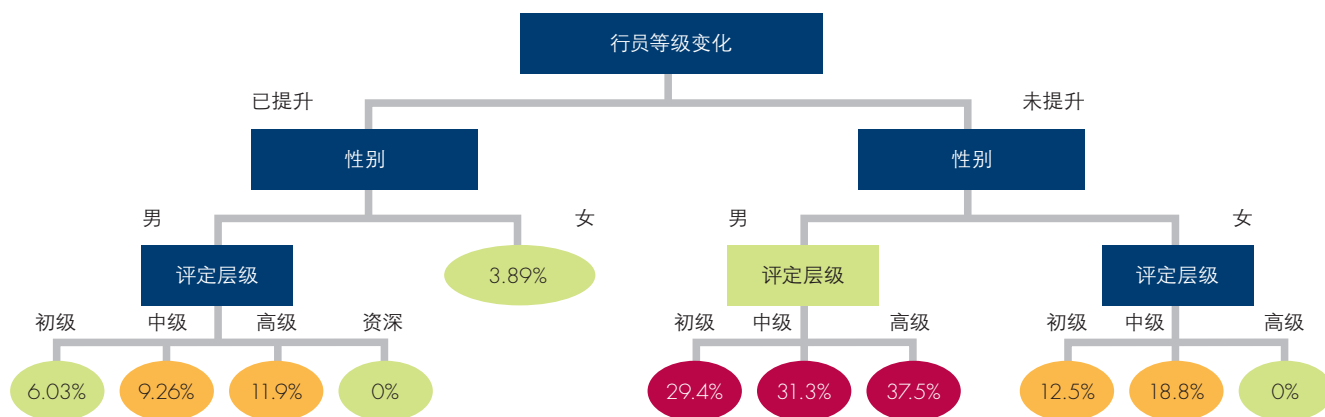 行员等级变化
已提升
未提升
性别
性别
男
女
男
女
评定层级
3.89%
评定层级
评定层级
初级
中级
高级
资深
初级
中级
高级
初级
中级
高级
6.03%
9.26%
11.9%
0%
29.4%
31.3%
37.5%
12.5%
18.8%
0%